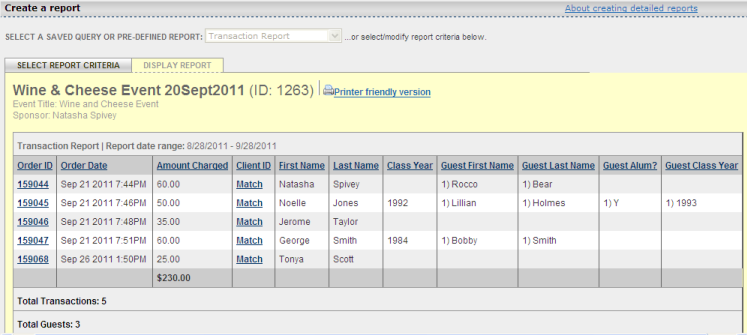 Create a report
About creating detailed reports
SELECT A SAVED QUERY OR PRE-DEFINED REPORT: Transaction Report ...or select/modify report criteria below.
SELECT REPORT CRITERIA DISPLAY REPORT
Wine & Cheese Event 20Sept2011 (ID: 1263) Printer friendly version
Event Title: Wine and Cheese Event
Sponsor: Natasha Spivey
Transaction Report | Report date range: 8/28/2011 - 9/28/2011
Order ID Order Date Amount Charged Client ID First Name Last Name Class Year Guest First Name Guest Last Name Guest Alum? Guest Class Year
159044 Sep 21 2011 7:44PM 60.00 Match Natasha Spivey 1) Rocco 1) Bear
159045 Sep 21 2011 7:46PM 50.00 Match Noelle Jones 1992 1) Lillian 1) Holmes 1) Y 1) 1993
159046 Sep 21 2011 7:48PM 35.00 Match Jerome Taylor
159047 Sep 21 2011 7:51PM 60.00 Match George Smith 1984 1) Bobby 1) Smith
159068 Sep 26 2011 1:50PM 25.00 Match Tonya Scott
$230.00
Total Transactions: 5
Total Guests: 3